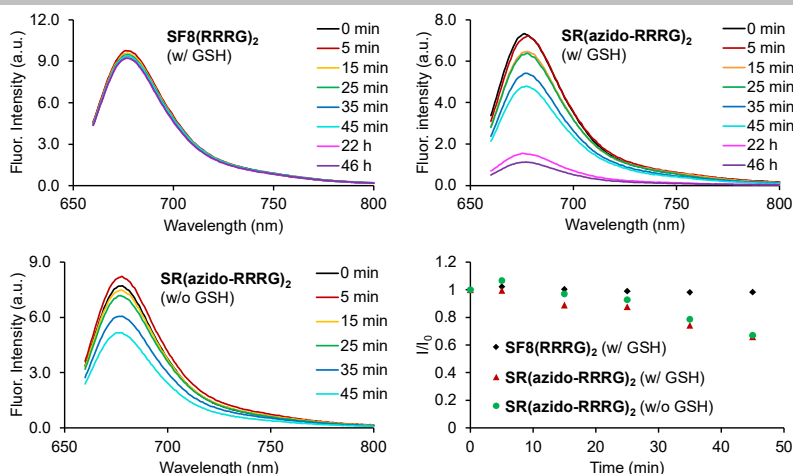 12.0
9.0
6.0
3.0
0.0
Fluor. Intensity (a.u.)
SF8(RRRG)2
(w/ GSH)
0 min
5 min
15 min
25 min
35 min
45 min
22 h
46 h
650
700
750
800
Wavelength (nm)
8.0
6.0
4.0
2.0
0.0
Fluor. intensity (a.u.)
SR(azido-RRRG)2
(w/ GSH)
0 min
5 min
15 min
25 min
35 min
45 min
22 h
46 h
650
700
750
800
Wavelength (nm)
9.0
6.0
3.0
0.0
Fluor. Intensity (a.u.)
SR(azido-RRRG)2
(w/o GSH)
0 min
5 min
15 min
25 min
35 min
45 min
650
700
750
800
Wavelength (nm)
1.2
1
0.8
0.6
0.4
0.2
0
I/I0
SF8(RRRG)2 (w/ GSH)
SR(azido-RRRG)2 (w/ GSH)
SR(azido-RRRG)2 (w/o GSH)
0
10
20
30
40
50
Time (min)